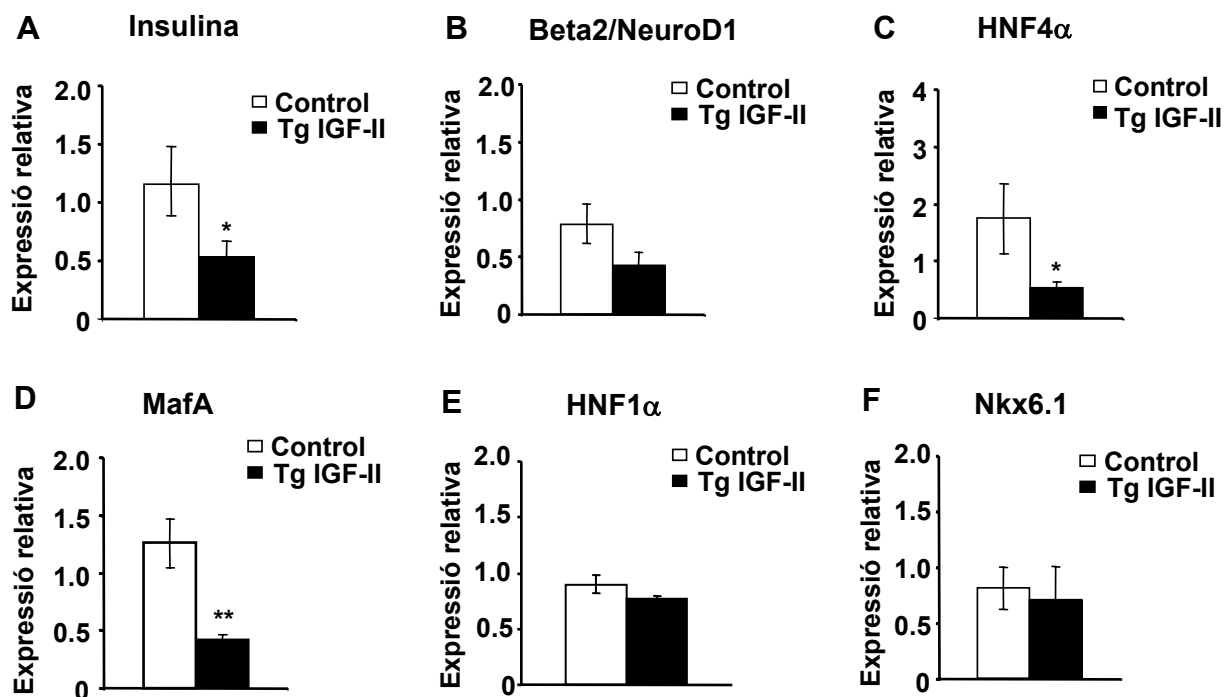 A Insulina
Expressió relativa
2.0
1.5
1.0
0.5
0
Control
Tg IGF-II
*
B Beta2/NeuroD1
Expressió relativa
2.0
1.5
1.0
0.5
0
Control
Tg IGF-II
C HNF4α
Expressió relativa
4
3
2
1
0
Control
Tg IGF-II
*
D MafA
Expressió relativa
2.0
1.5
1.0
0.5
0
Control
Tg IGF-II
**
E HNF1α
Expressió relativa
2.0
1.5
1.0
0.5
0
Control
Tg IGF-II
F Nkx6.1
Expressió relativa
2.0
1.5
1.0
0.5
0
Control
Tg IGF-II